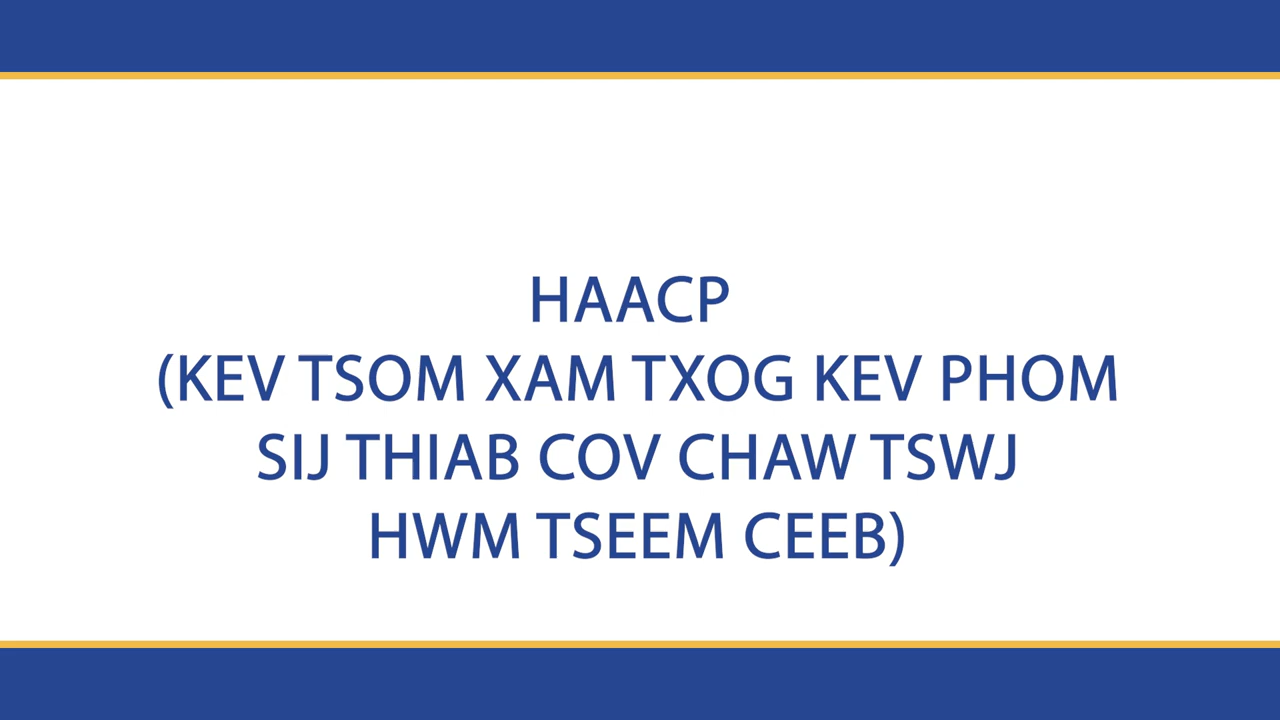 HAACP
(KEV TSOM XAM TXOG KEV PHOM
SIJ THIAB COV CHAW TSWJ
HWM TSEEM CEEB)